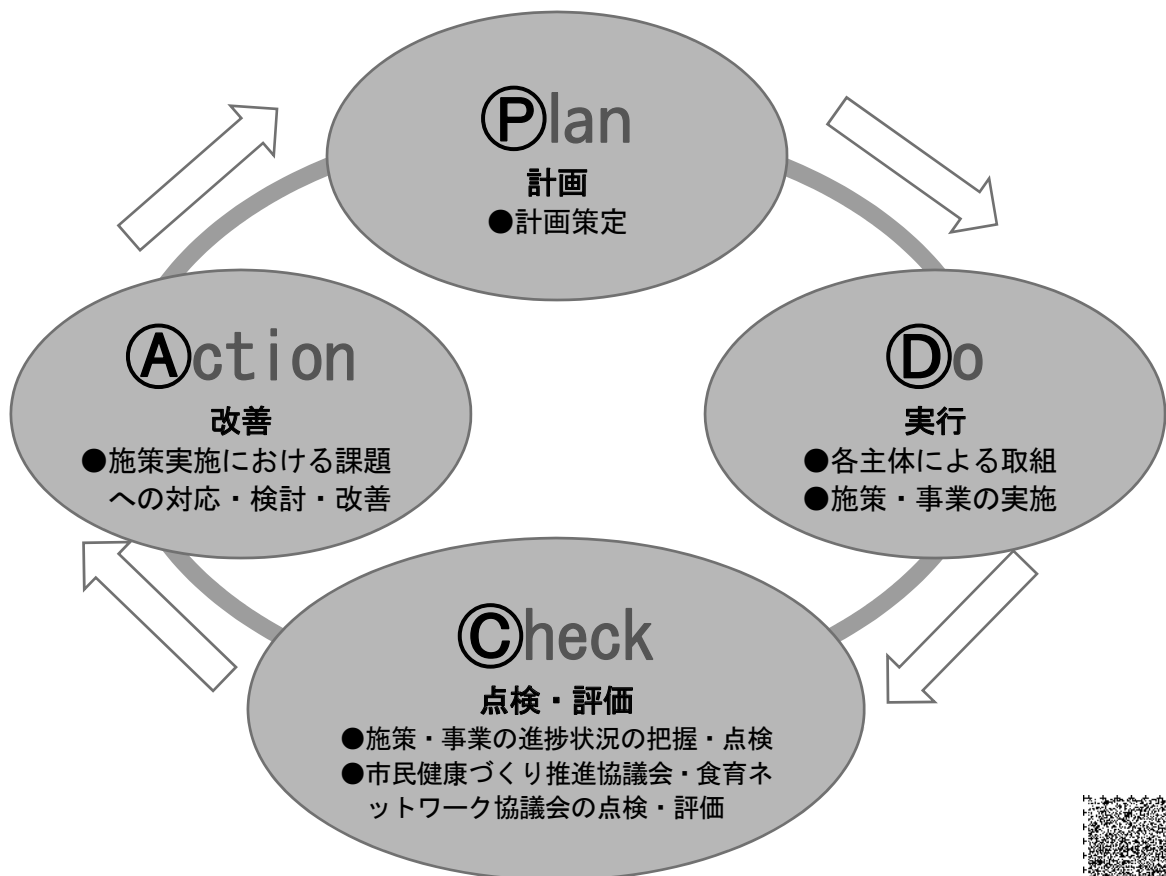 Ⓟlan
計画
●計画策定
Ⓓo
実行
●各主体による取組
●施策・事業の実施
Ⓒheck
点検・評価
●施策・事業の進捗状況の把握・点検
●市民健康づくり推進協議会・食育ネ
ットワーク協議会の点検・評価
Ⓐction
改善
●施策実施における課題
への対応・検討・改善